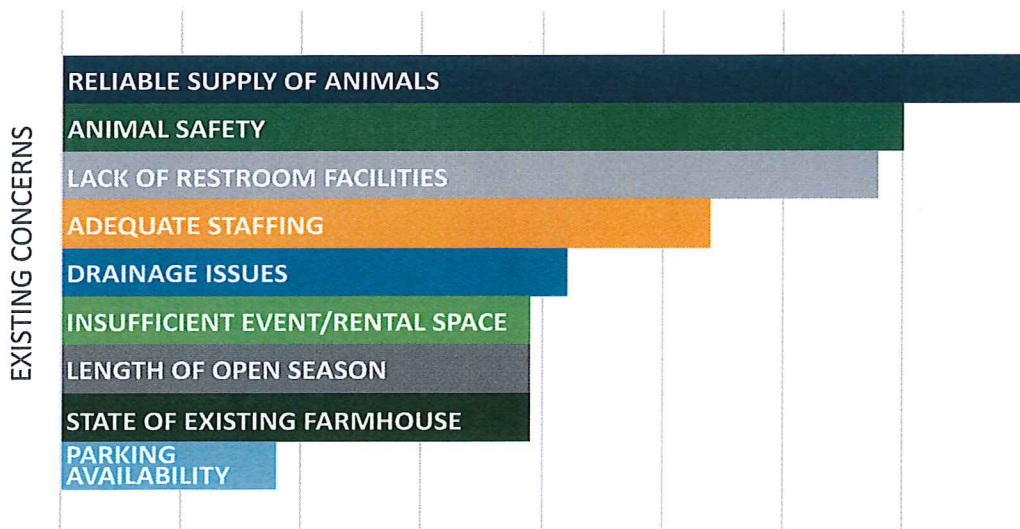 EXISTING CONCERNS
RELIABLE SUPPLY OF ANIMALS
ANIMAL SAFETY
LACK OF RESTROOM FACILITIES
ADEQUATE STAFFING
DRAINAGE ISSUES
INSUFFICIENT EVENT/RENTAL SPACE
LENGTH OF OPEN SEASON
STATE OF EXISTING FARMHOUSE
PARKING
AVAILABILITY